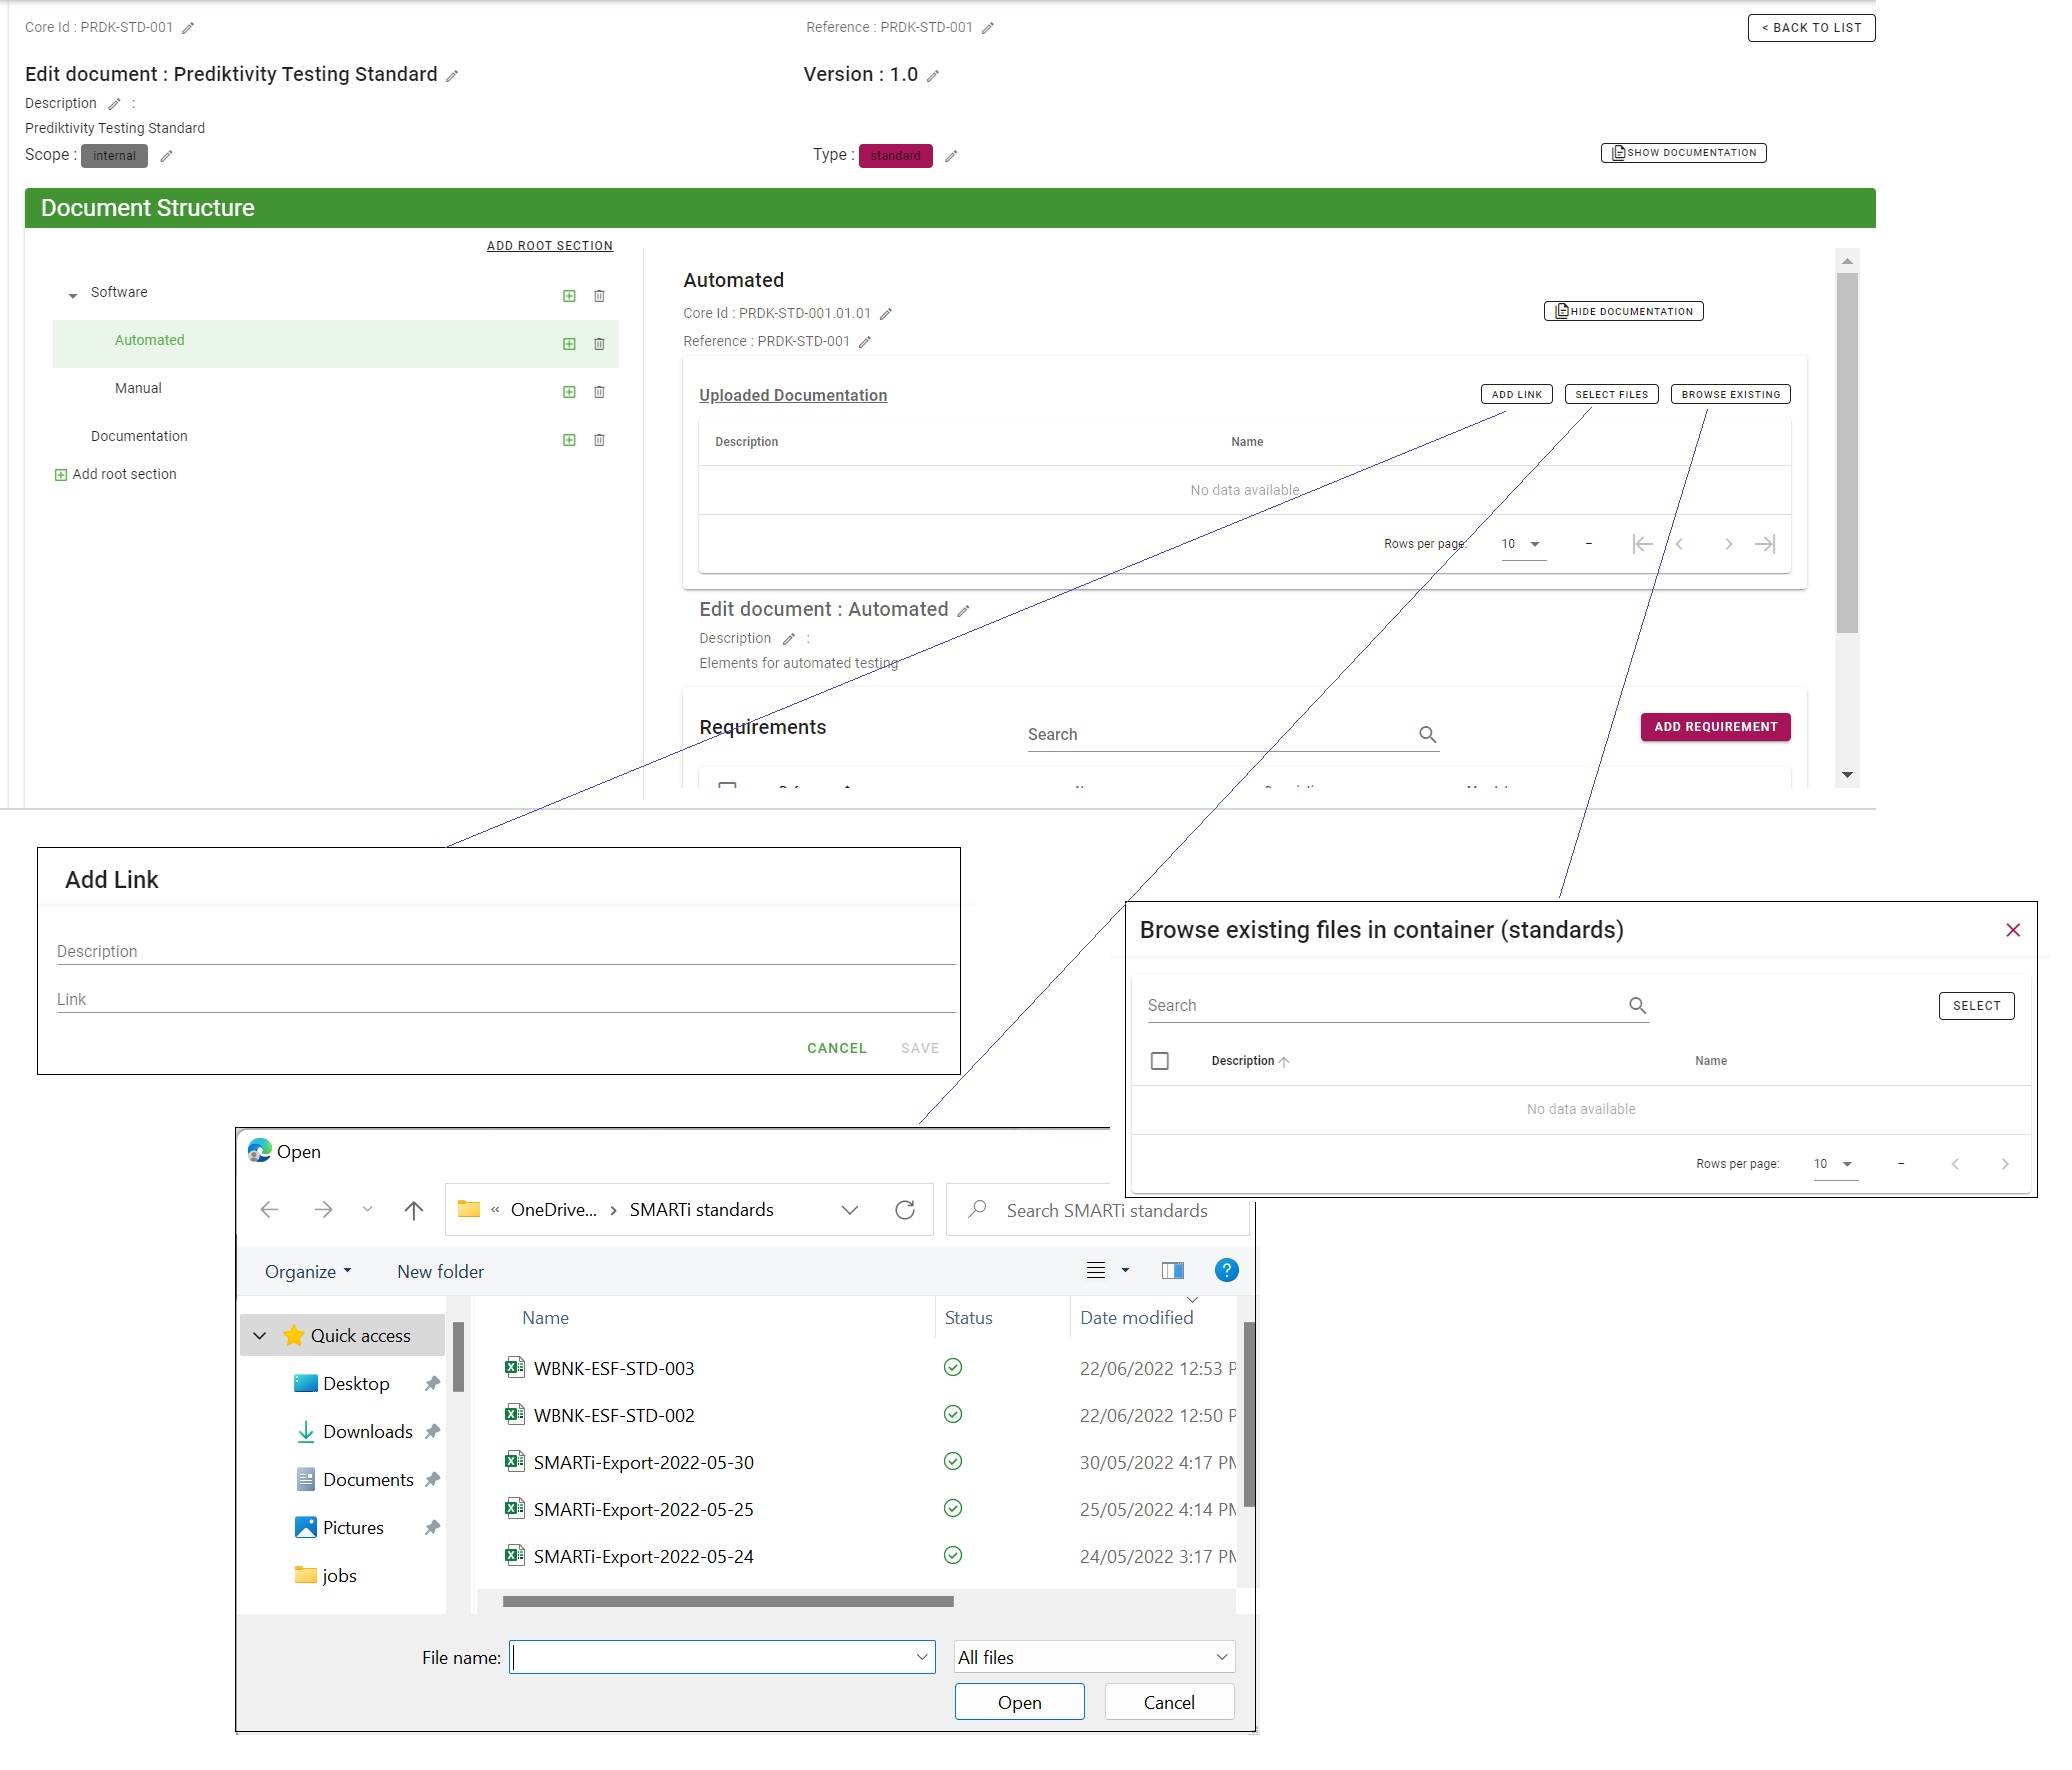 Core Id : PRDK-STD-001
Reference : PRDK-STD-001
< BACK TO LIST
Edit document : Prediktivity Testing Standard
Version : 1.0
Description :
Prediktivity Testing Standard
Scope : internal
Type : standard
SHOW DOCUMENTATION
Document Structure
ADD ROOT SECTION
Software
Automated
Manual
Documentation
Add root section
Automated
Core Id : PRDK-STD-001.01.01
HIDE DOCUMENTATION
Reference : PRDK-STD-001
Uploaded Documentation
ADD LINK
SELECT FILES
BROWSE EXISTING
Description
Name
No data available
Rows per page:
10
–
Edit document : Automated
Description :
Elements for automated testing
Requirements
Search
ADD REQUIREMENT
Add Link
Description
Link
CANCEL
SAVE
Browse existing files in container (standards)
Search
SELECT
Description
Name
No data available
Rows per page:
10
–
Open
« OneDrive... > SMARTi standards
Search SMARTi standards
Organize
New folder
Name
Status
Date modified
Quick access
Desktop
Downloads
Documents
Pictures
jobs
WBNK-ESF-STD-003
22/06/2022 12:53 P
WBNK-ESF-STD-002
22/06/2022 12:50 P
SMARTi-Export-2022-05-30
30/05/2022 4:17 PM
SMARTi-Export-2022-05-25
25/05/2022 4:14 PM
SMARTi-Export-2022-05-24
24/05/2022 3:17 PM
File name:
All files
Open
Cancel